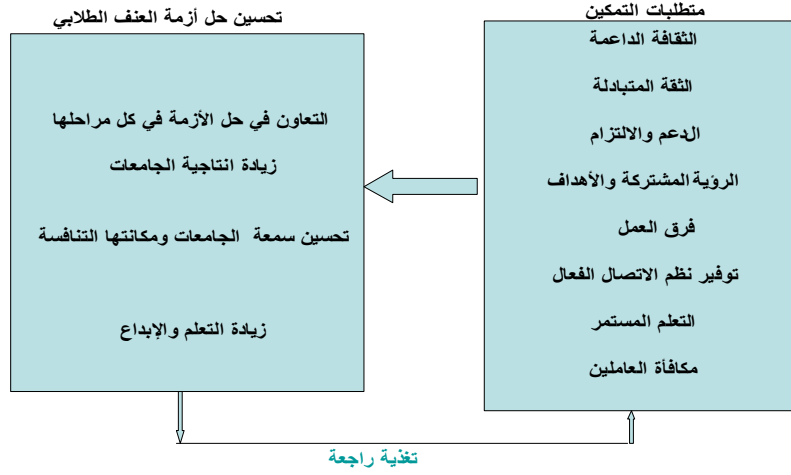 متطلبات التمكين
الثقافة الداعمة
الثقة المتبادلة
الدعم والالتزام
الرؤية المشتركة والأهداف
فرق العمل
توفير نظم الاتصال الفعال
التعلم المستمر
مكافأة العاملين
تحسين حل أزمة العنف الطلابي
التعاون في حل الأزمة في كل مراحلها
زيادة انتاجية الجامعات
تحسين سمعة الجامعات ومكانتها التنافسة
زيادة التعلم والإبداع
تغذية راجعة